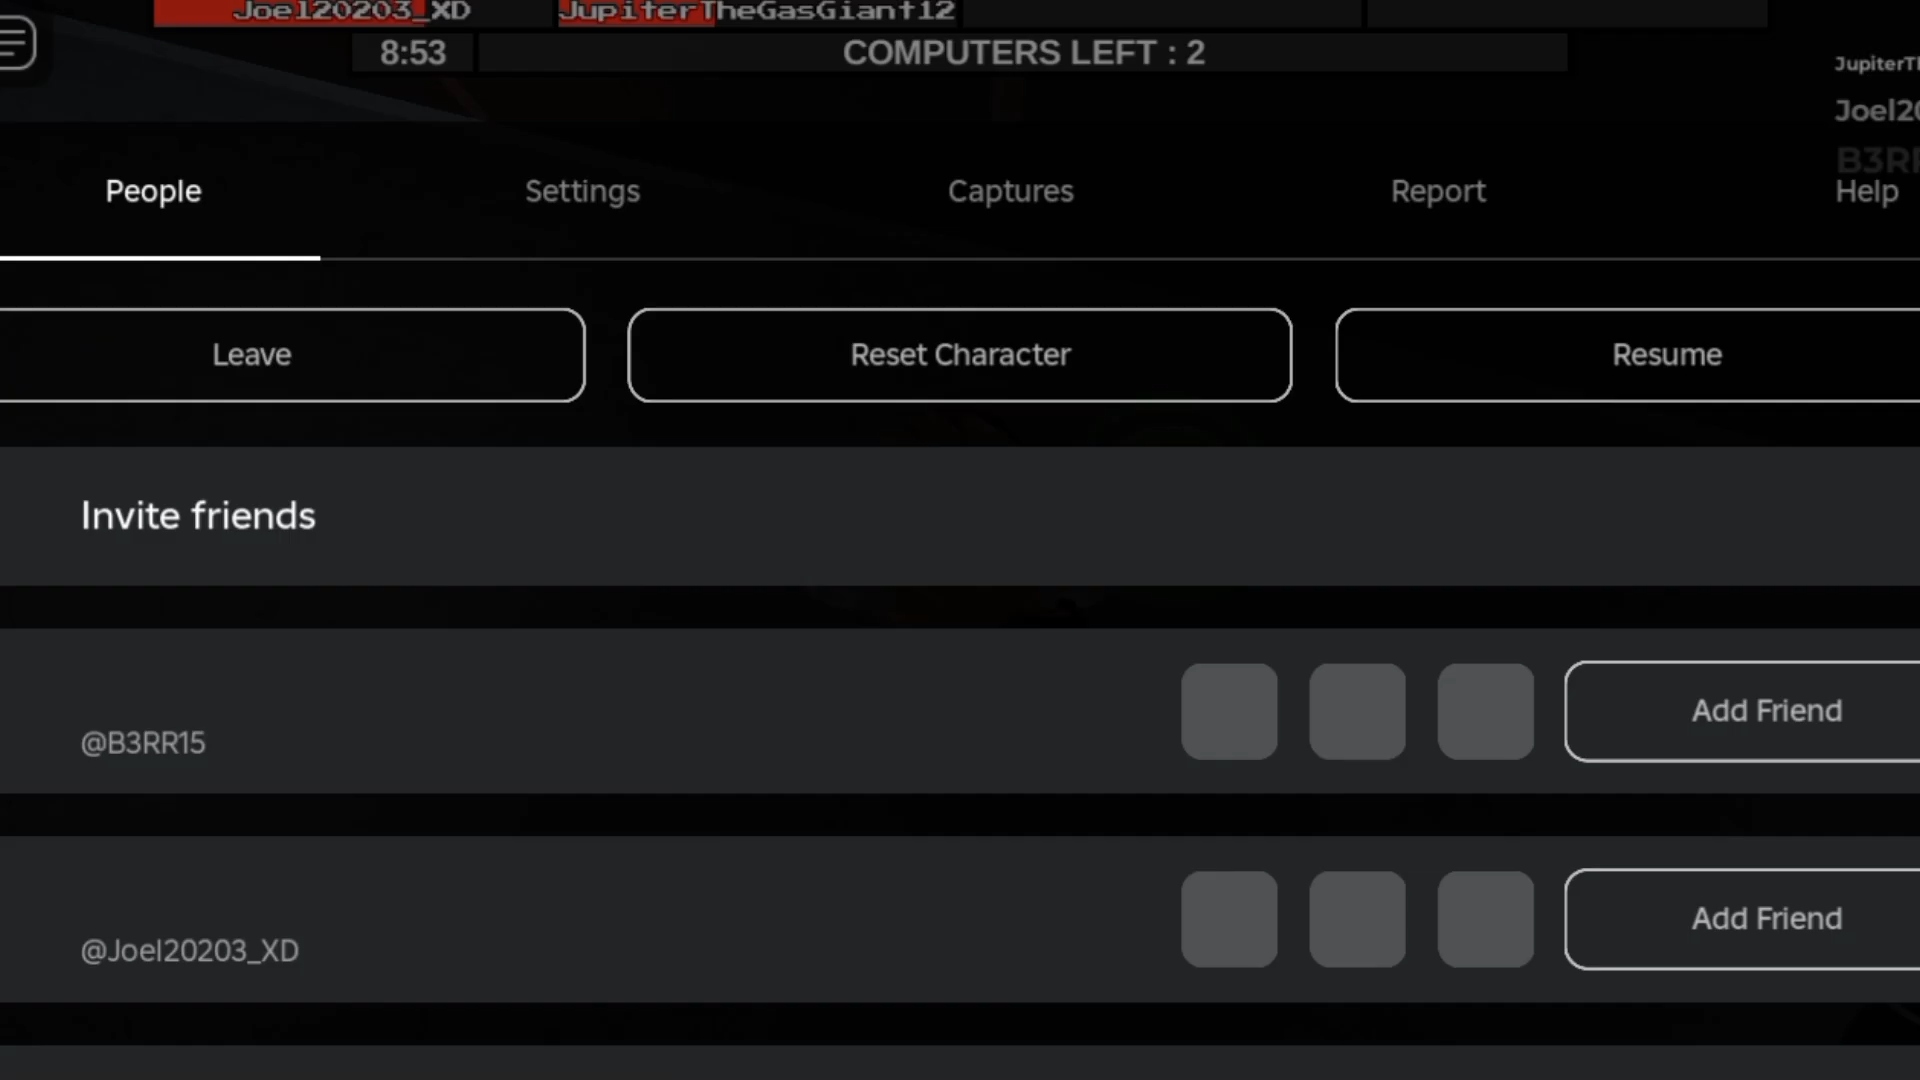 Joel20203_XD JupiterTheGasGiant12
8:53 COMPUTERS LEFT : 2
People Settings Captures Report Help
Leave Reset Character Resume
Invite friends
@B3RR15 Add Friend
@Joel20203_XD Add Friend